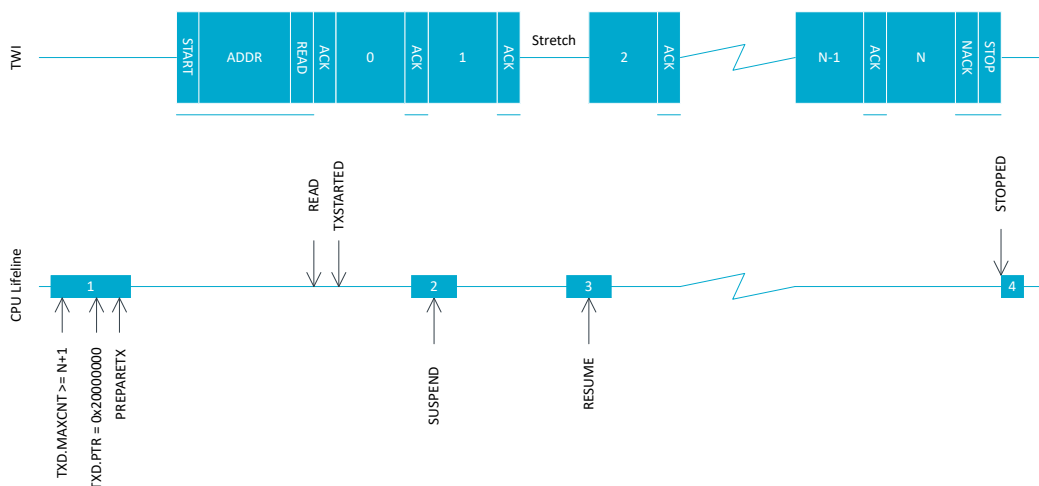 TWI
START
ADDR
READ
ACK
0
ACK
1
ACK
Stretch
2
ACK
N-1
ACK
N
NACK
STOP
CPU Lifeline
READ
TXSTARTED
STOPPED
1
2
3
4
TXD.MAXCNT >= N+1
TXD.PTR = 0x20000000
PREPARETX
SUSPEND
RESUME